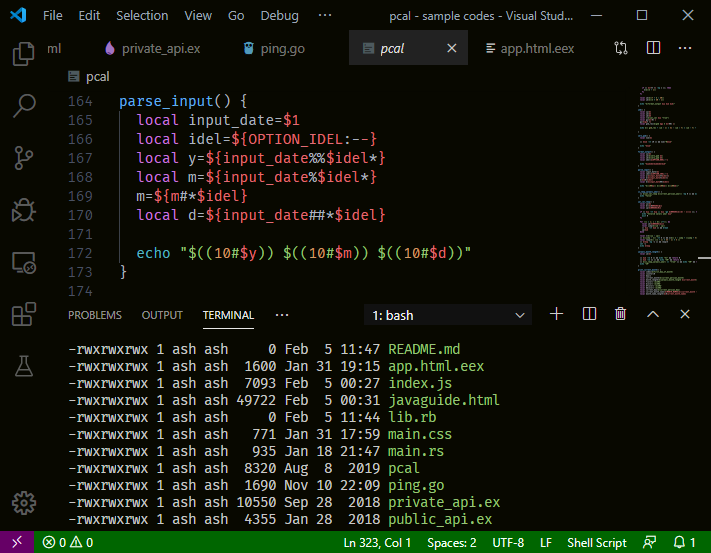 File Edit Selection View Go Debug ··· pcal - sample codes - Visual Stud...
ml private_api.ex ping.go pcal app.html.eex ···
pcal
164 parse_input() {
165 local input_date=$1
166 local idel=${OPTION_IDEL:--}
167 local y=${input_date%%$idel*}
168 local m=${input_date%$idel*}
169 m=${m#*$idel}
170 local d=${input_date##*$idel}
171
172 echo "$((10#$y)) $((10#$m)) $((10#$d))"
173 }
174
PROBLEMS OUTPUT TERMINAL ··· 1: bash
-rwxrwxrwx 1 ash ash 0 Feb 5 11:47 README.md
-rwxrwxrwx 1 ash ash 1600 Jan 31 19:15 app.html.eex
-rwxrwxrwx 1 ash ash 7093 Feb 5 00:27 index.js
-rwxrwxrwx 1 ash ash 49722 Feb 5 00:31 javaguide.html
-rwxrwxrwx 1 ash ash 0 Feb 5 11:44 lib.rb
-rwxrwxrwx 1 ash ash 771 Jan 31 17:59 main.css
-rwxrwxrwx 1 ash ash 935 Jan 18 21:47 main.rs
-rwxrwxrwx 1 ash ash 8320 Aug 8 2019 pcal
-rwxrwxrwx 1 ash ash 1690 Nov 10 22:09 ping.go
-rwxrwxrwx 1 ash ash 10550 Sep 28 2018 private_api.ex
-rwxrwxrwx 1 ash ash 4355 Jan 28 2018 public_api.ex
0 0 Ln 323, Col 1 Spaces: 2 UTF-8 LF Shell Script 1